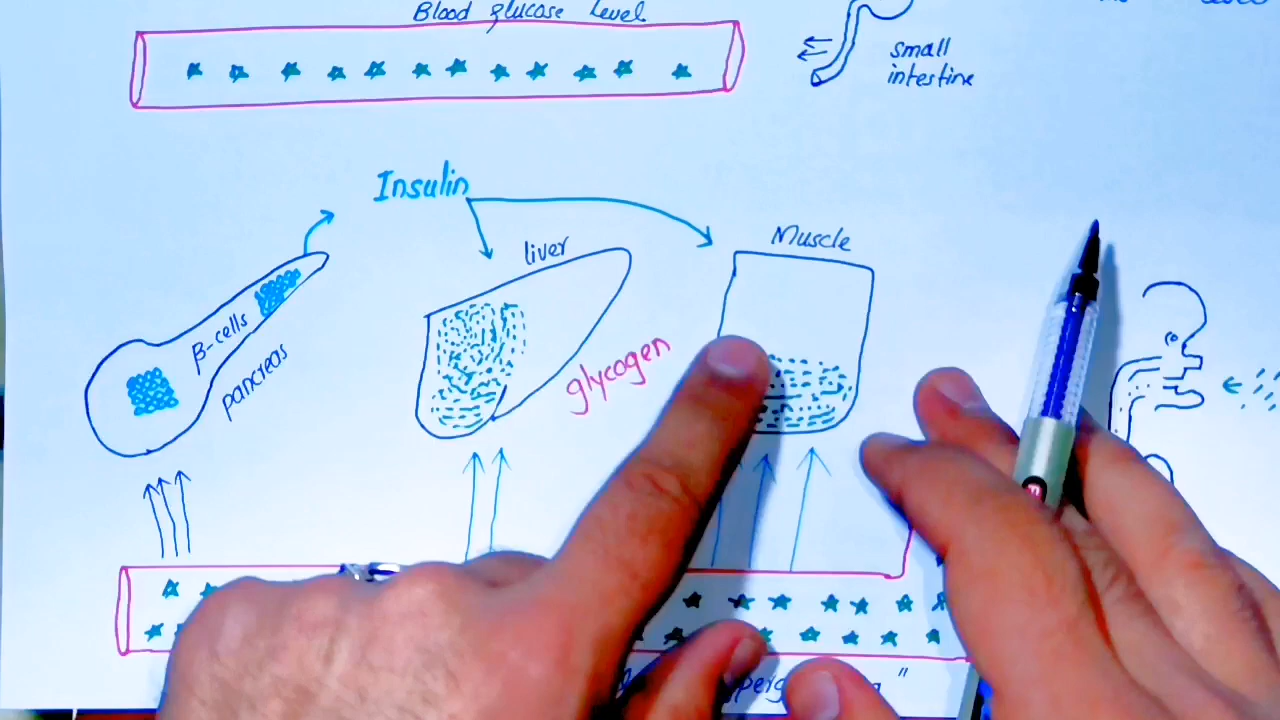 Blood glucose Level
small
intestine
Insulin
liver
Muscle
β-cells
pancreas
glycogen